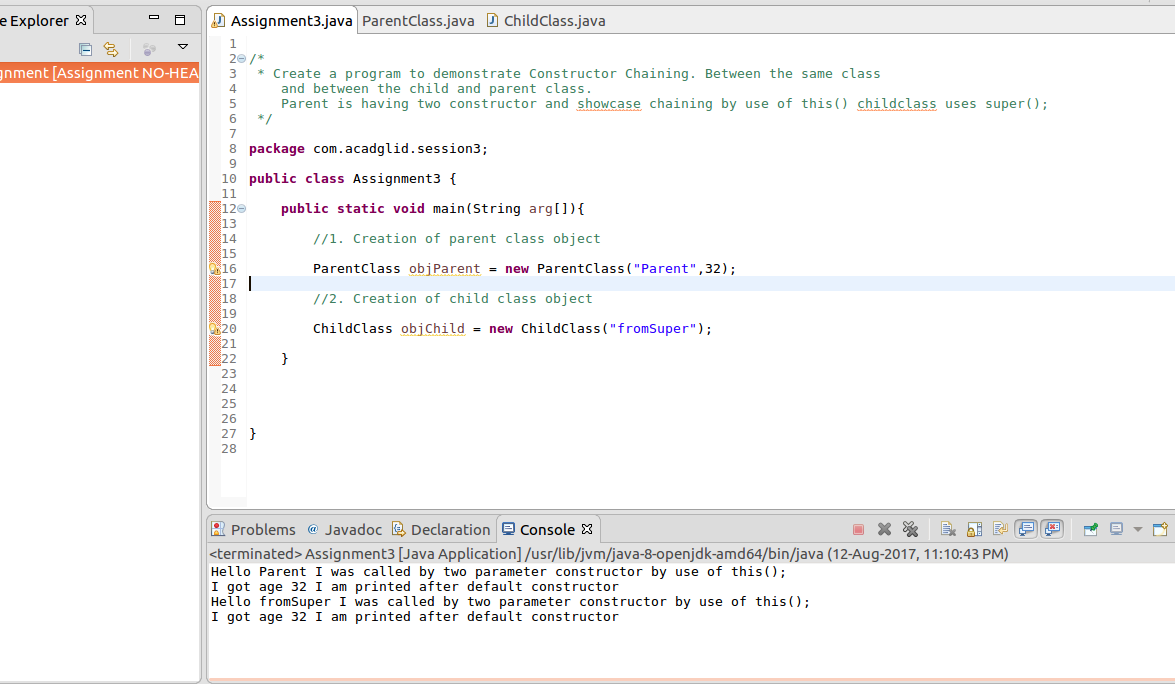 e Explorer
gnment [Assignment NO-HEA
Assignment3.java ParentClass.java ChildClass.java
1
2 /*
3 * Create a program to demonstrate Constructor Chaining. Between the same class
4 and between the child and parent class.
5 Parent is having two constructor and showcase chaining by use of this() childclass uses super();
6 */
7
8 package com.acadglid.session3;
9
10 public class Assignment3 {
11
12 public static void main(String arg[]){
13
14 //1. Creation of parent class object
15
16 ParentClass objParent = new ParentClass("Parent",32);
17
18 //2. Creation of child class object
19
20 ChildClass objChild = new ChildClass("fromSuper");
21
22 }
23
24
25
26
27 }
28
Problems @ Javadoc Declaration Console
<terminated> Assignment3 [Java Application] /usr/lib/jvm/java-8-openjdk-amd64/bin/java (12-Aug-2017, 11:10:43 PM)
Hello Parent I was called by two parameter constructor by use of this();
I got age 32 I am printed after default constructor
Hello fromSuper I was called by two parameter constructor by use of this();
I got age 32 I am printed after default constructor